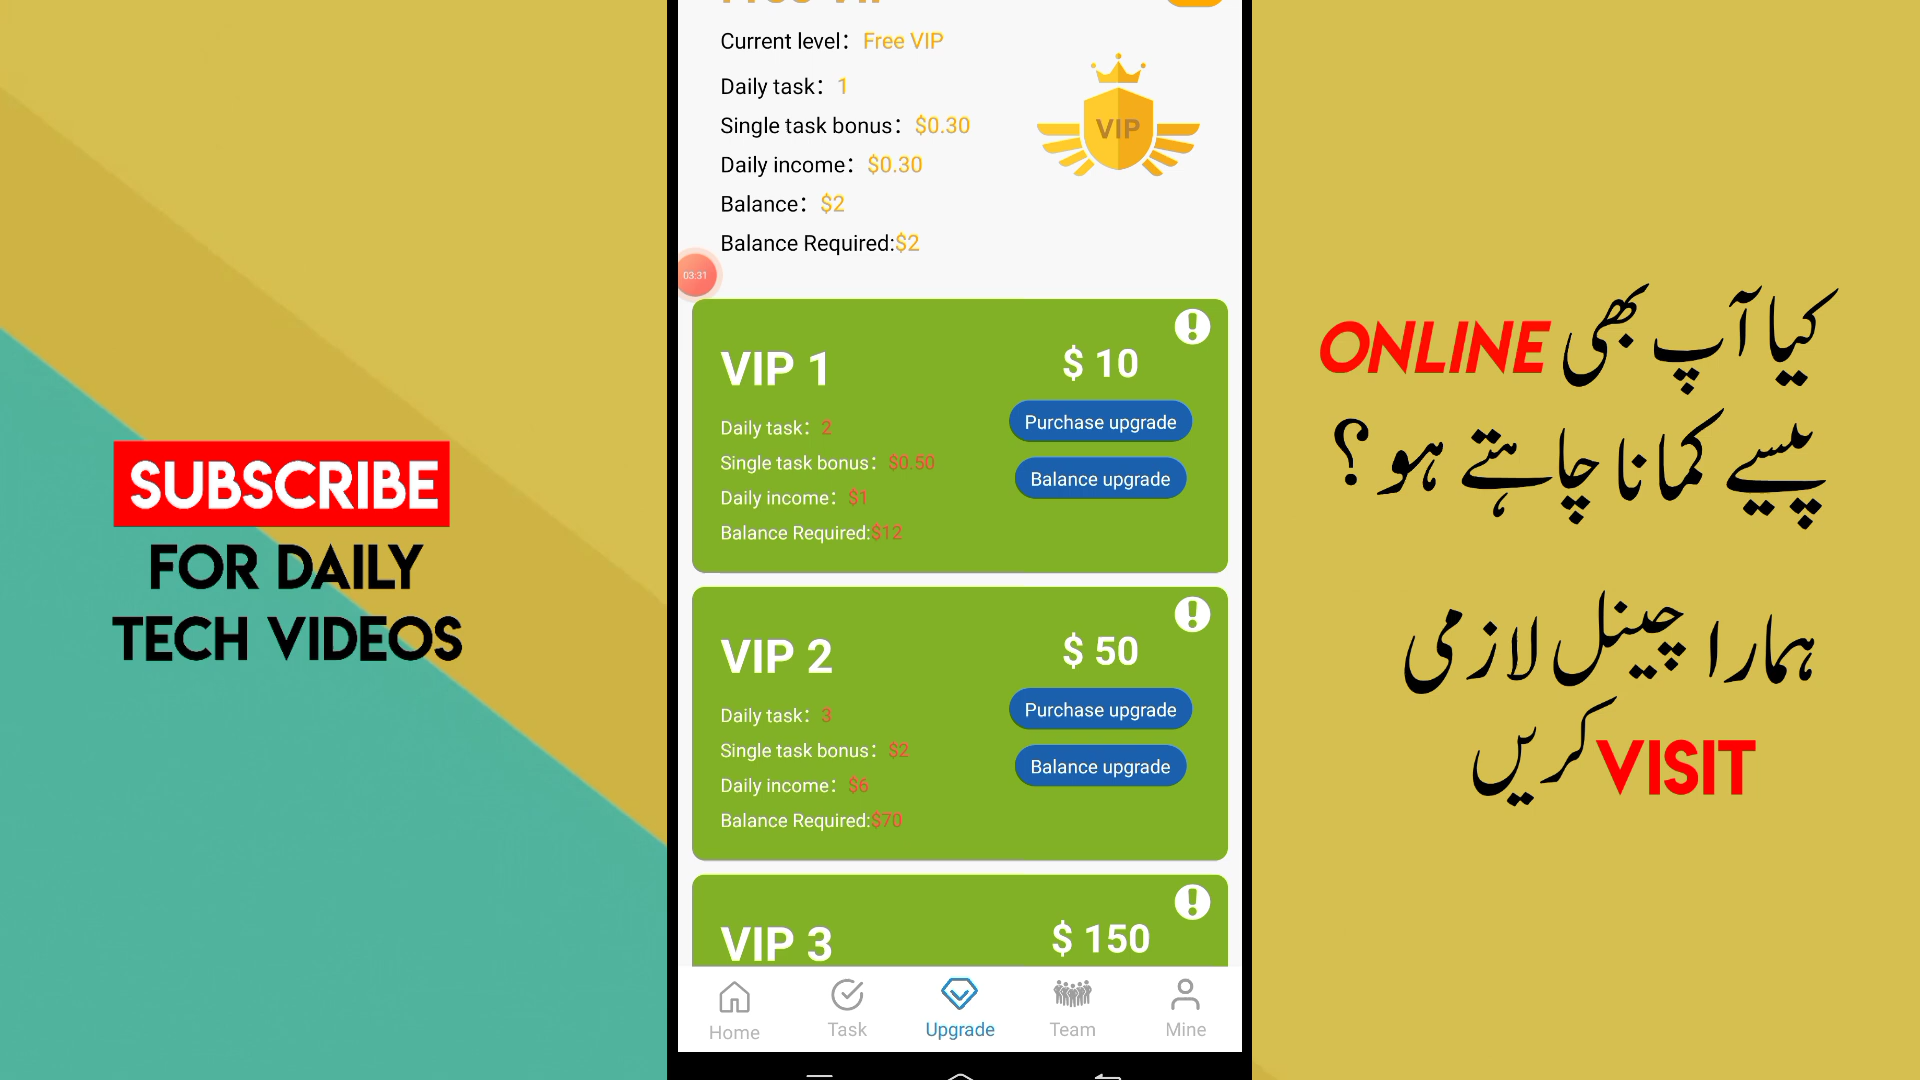 SUBSCRIBE
FOR DAILY
TECH VIDEOS
Current level： Free VIP
Daily task： 1
Single task bonus： $0.30
Daily income： $0.30
Balance： $2
Balance Required:$2
VIP
03:31
VIP 1
$ 10
Daily task： 2
Purchase upgrade
Single task bonus： $0.50
Balance upgrade
Daily income： $1
Balance Required:$12
VIP 2
$ 50
Daily task： 3
Purchase upgrade
Single task bonus： $2
Balance upgrade
Daily income： $6
Balance Required:$70
VIP 3
$ 150
Home
Task
Upgrade
Team
Mine
کیا آپ بھی ONLINE
پیسے کمانا چاہتے ہو ؟
ہمارا چینل لازمی
VISIT کریں